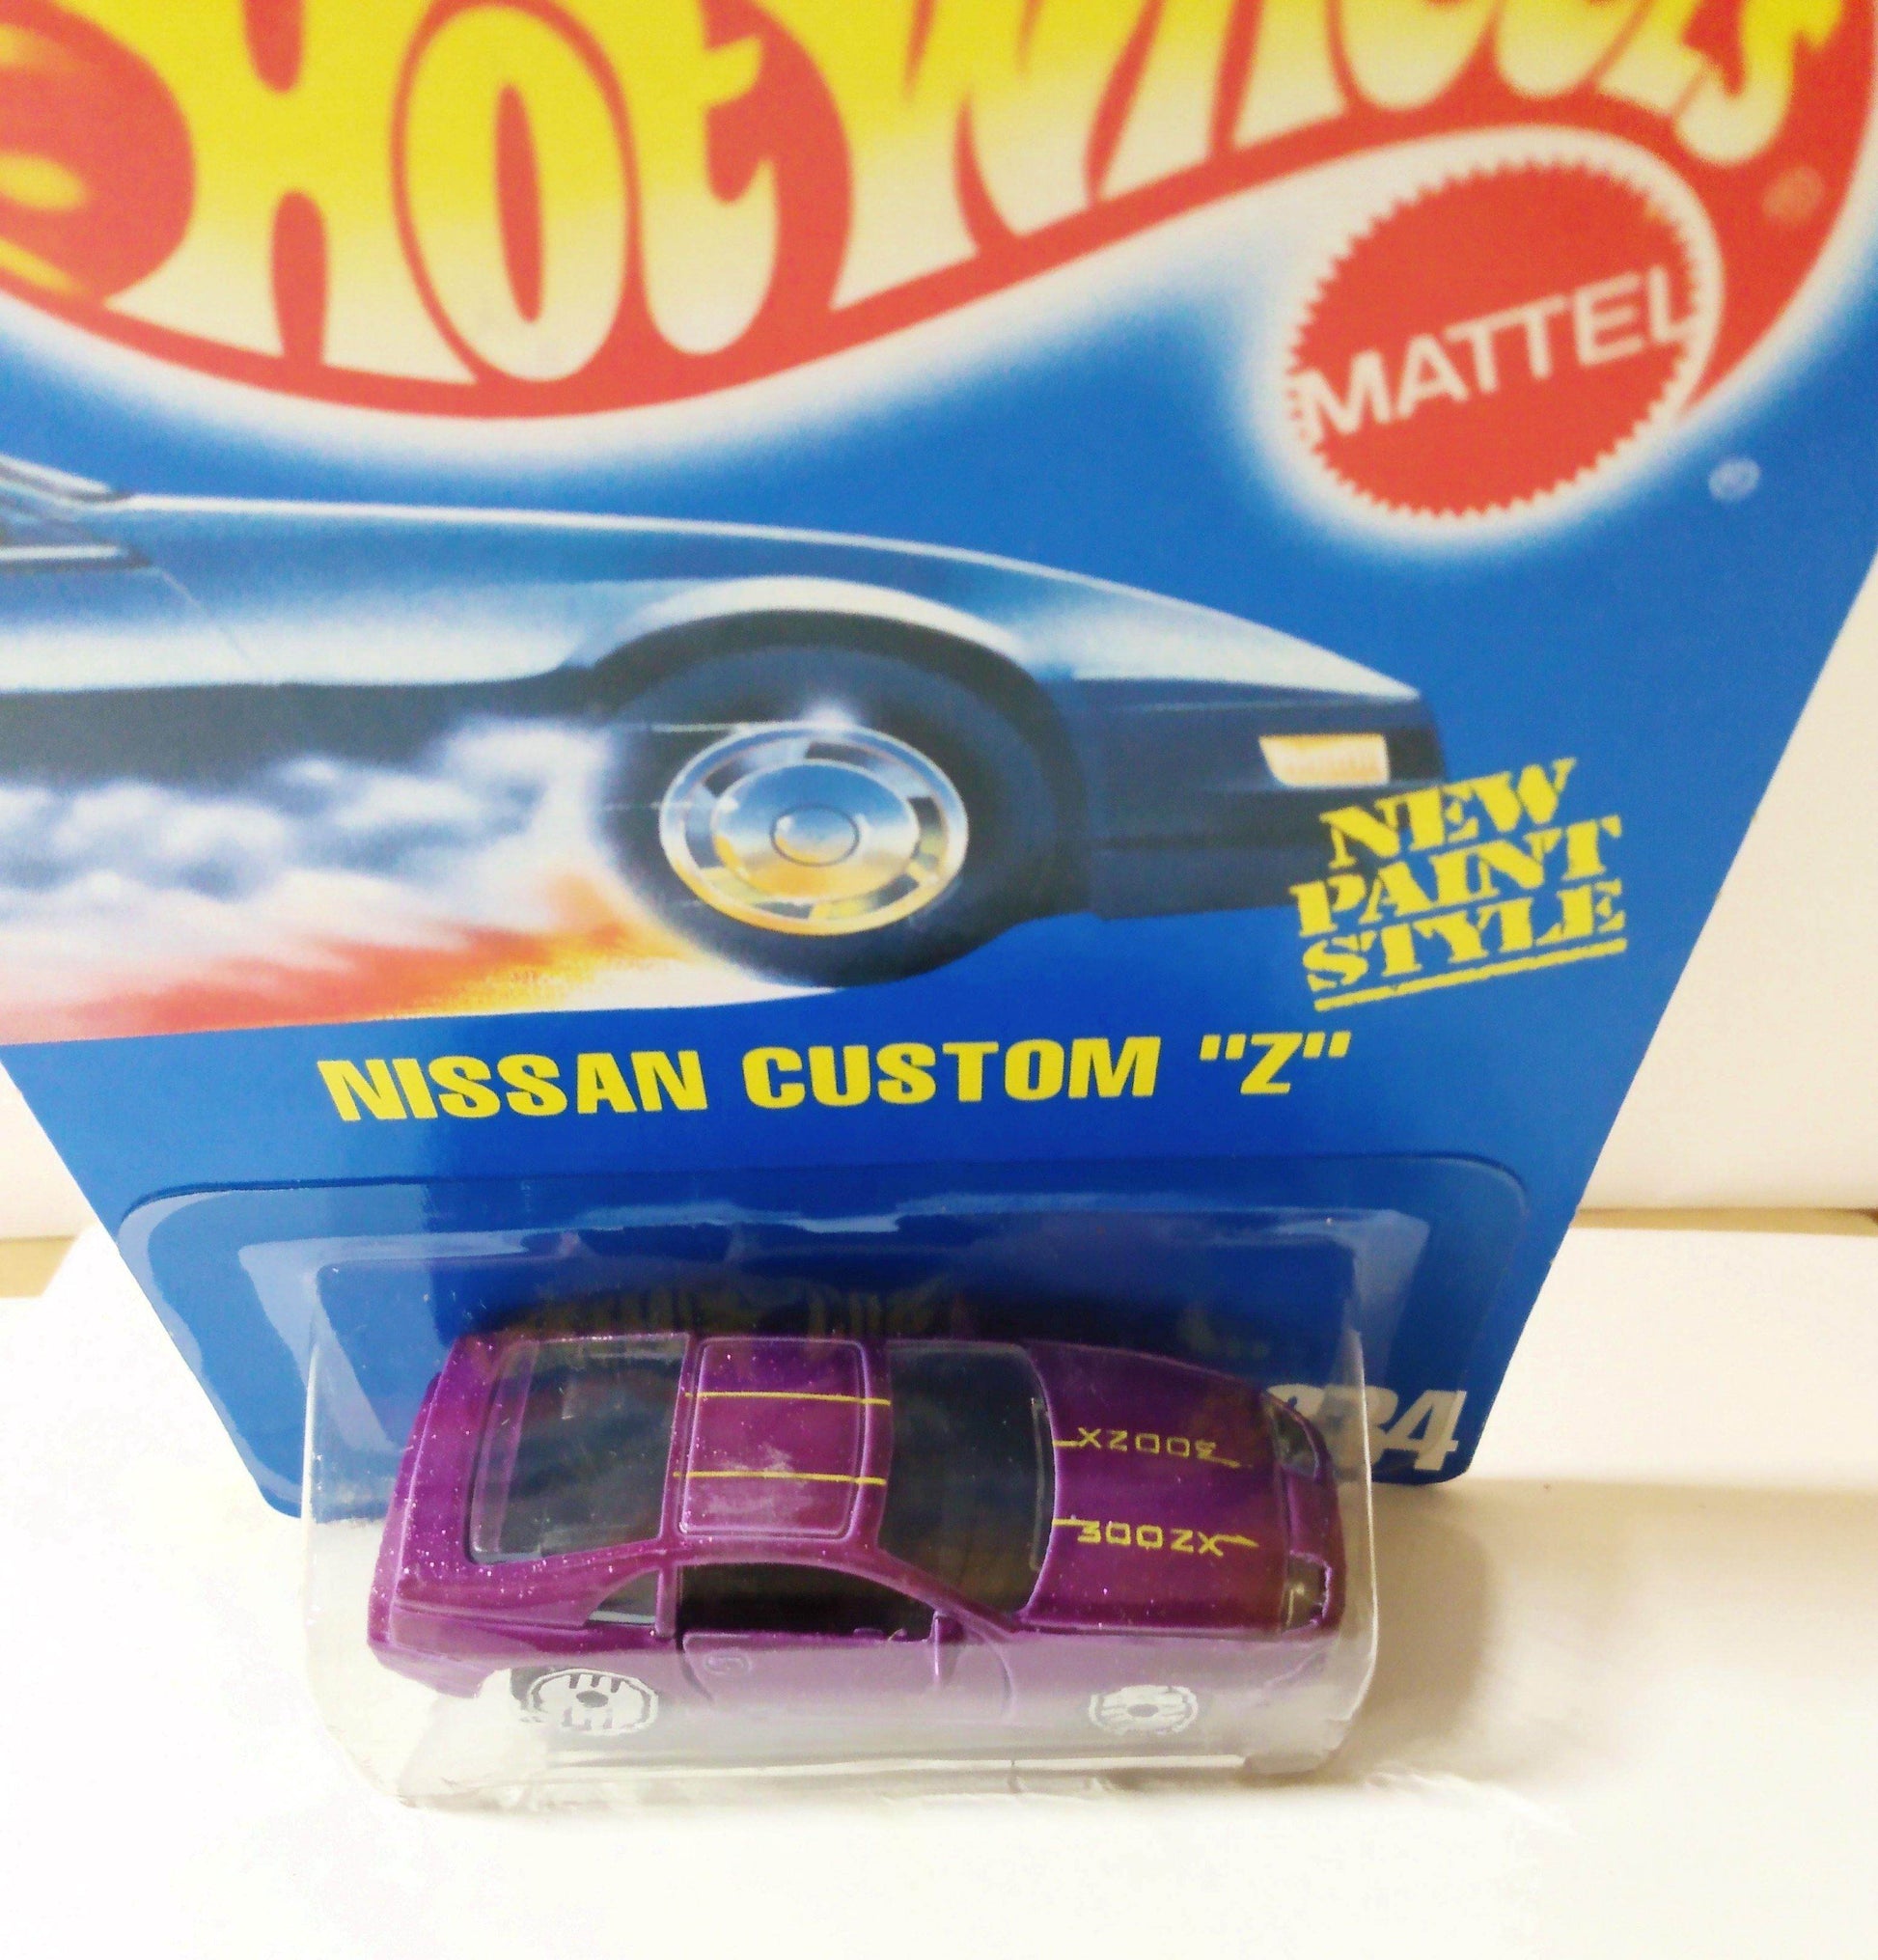 Hot Wheels
MATTEL
NEW
PAINT
STYLE
NISSAN CUSTOM "Z"
300ZX
300ZX